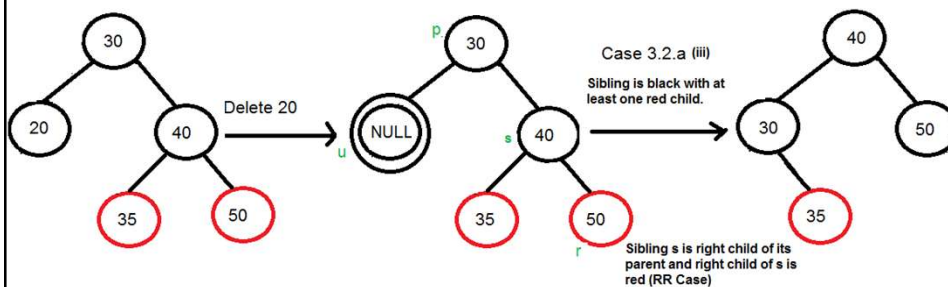 30
20
40
35
50
Delete 20
p.
30
NULL
u
s
40
35
50
r
Case 3.2.a (iii)
Sibling is black with at
least one red child.
Sibling s is right child of its
parent and right child of s is
red (RR Case)
40
30
50
35